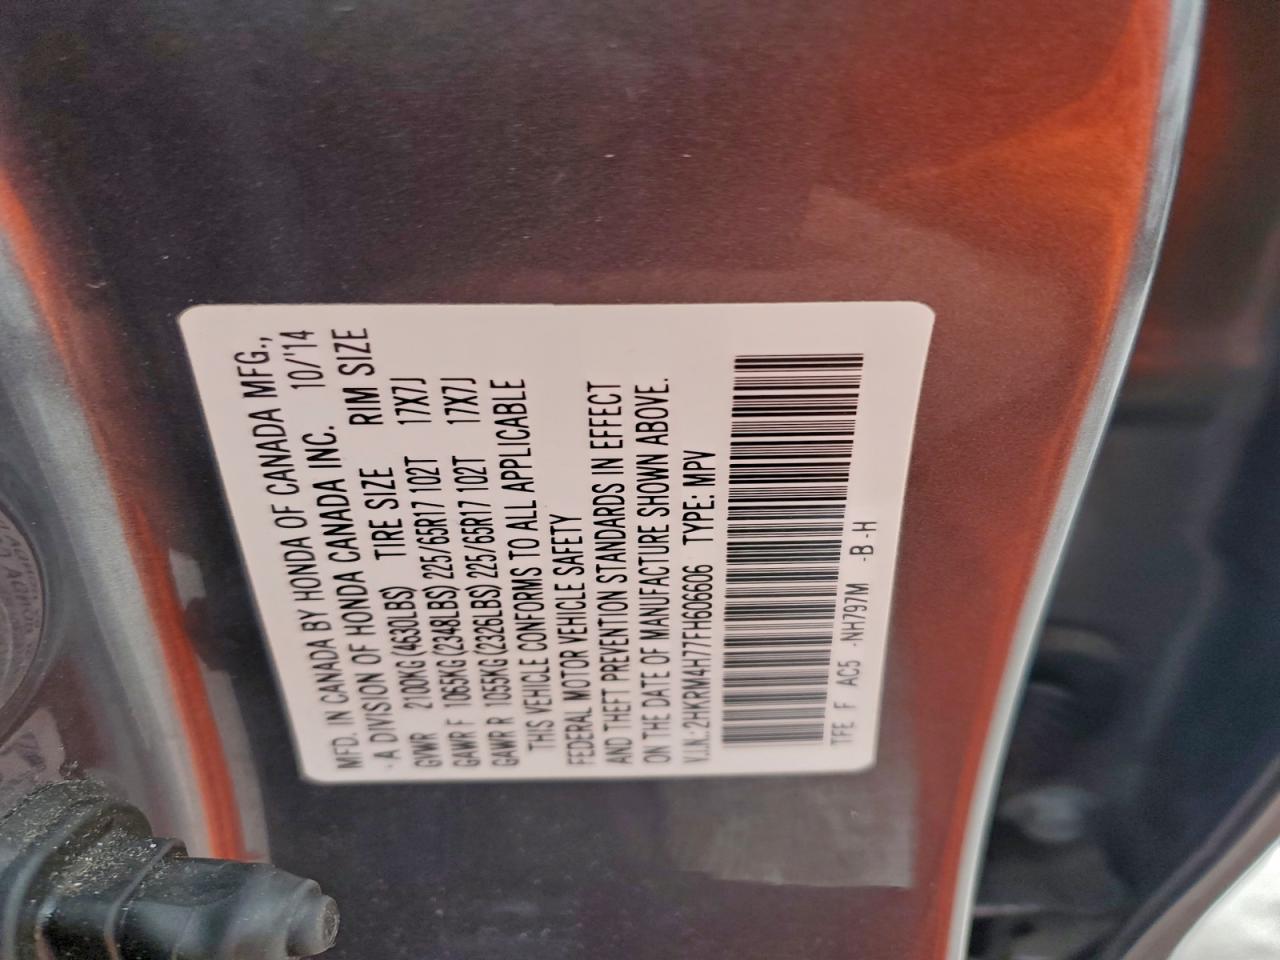 MFD. IN CANADA BY HONDA OF CANADA MFG.,
A DIVISION OF HONDA CANADA INC. 10/'14
TIRE SIZE RIM SIZE
GVWR 2100KG (4630LBS)
GAWR F 1065KG (2348LBS) 225/65R17 102T 17X7J
GAWR R 1055KG (2326LBS) 225/65R17 102T 17X7J
THIS VEHICLE CONFORMS TO ALL APPLICABLE
FEDERAL MOTOR VEHICLE SAFETY
AND THEFT PREVENTION STANDARDS IN EFFECT
ON THE DATE OF MANUFACTURE SHOWN ABOVE.
V.I.N.: 2HKRM4H77FH606606 TYPE: MPV
TFE F AC5 -NH797M -B -H